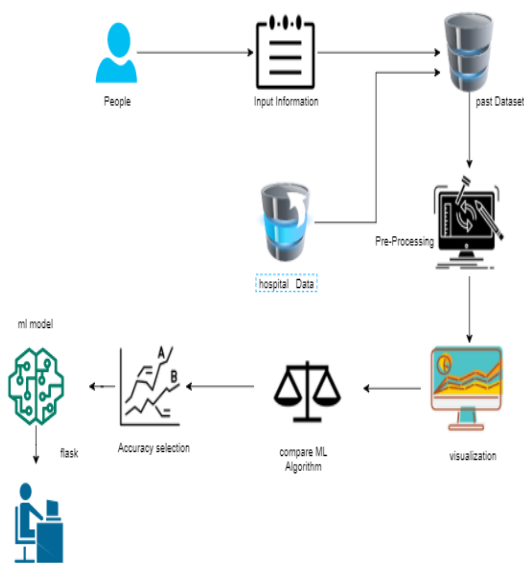 People
Input Information
past Dataset
hospital Data
Pre-Processing
visualization
compare ML
Algorithm
A
B
Accuracy selection
ml model
flask